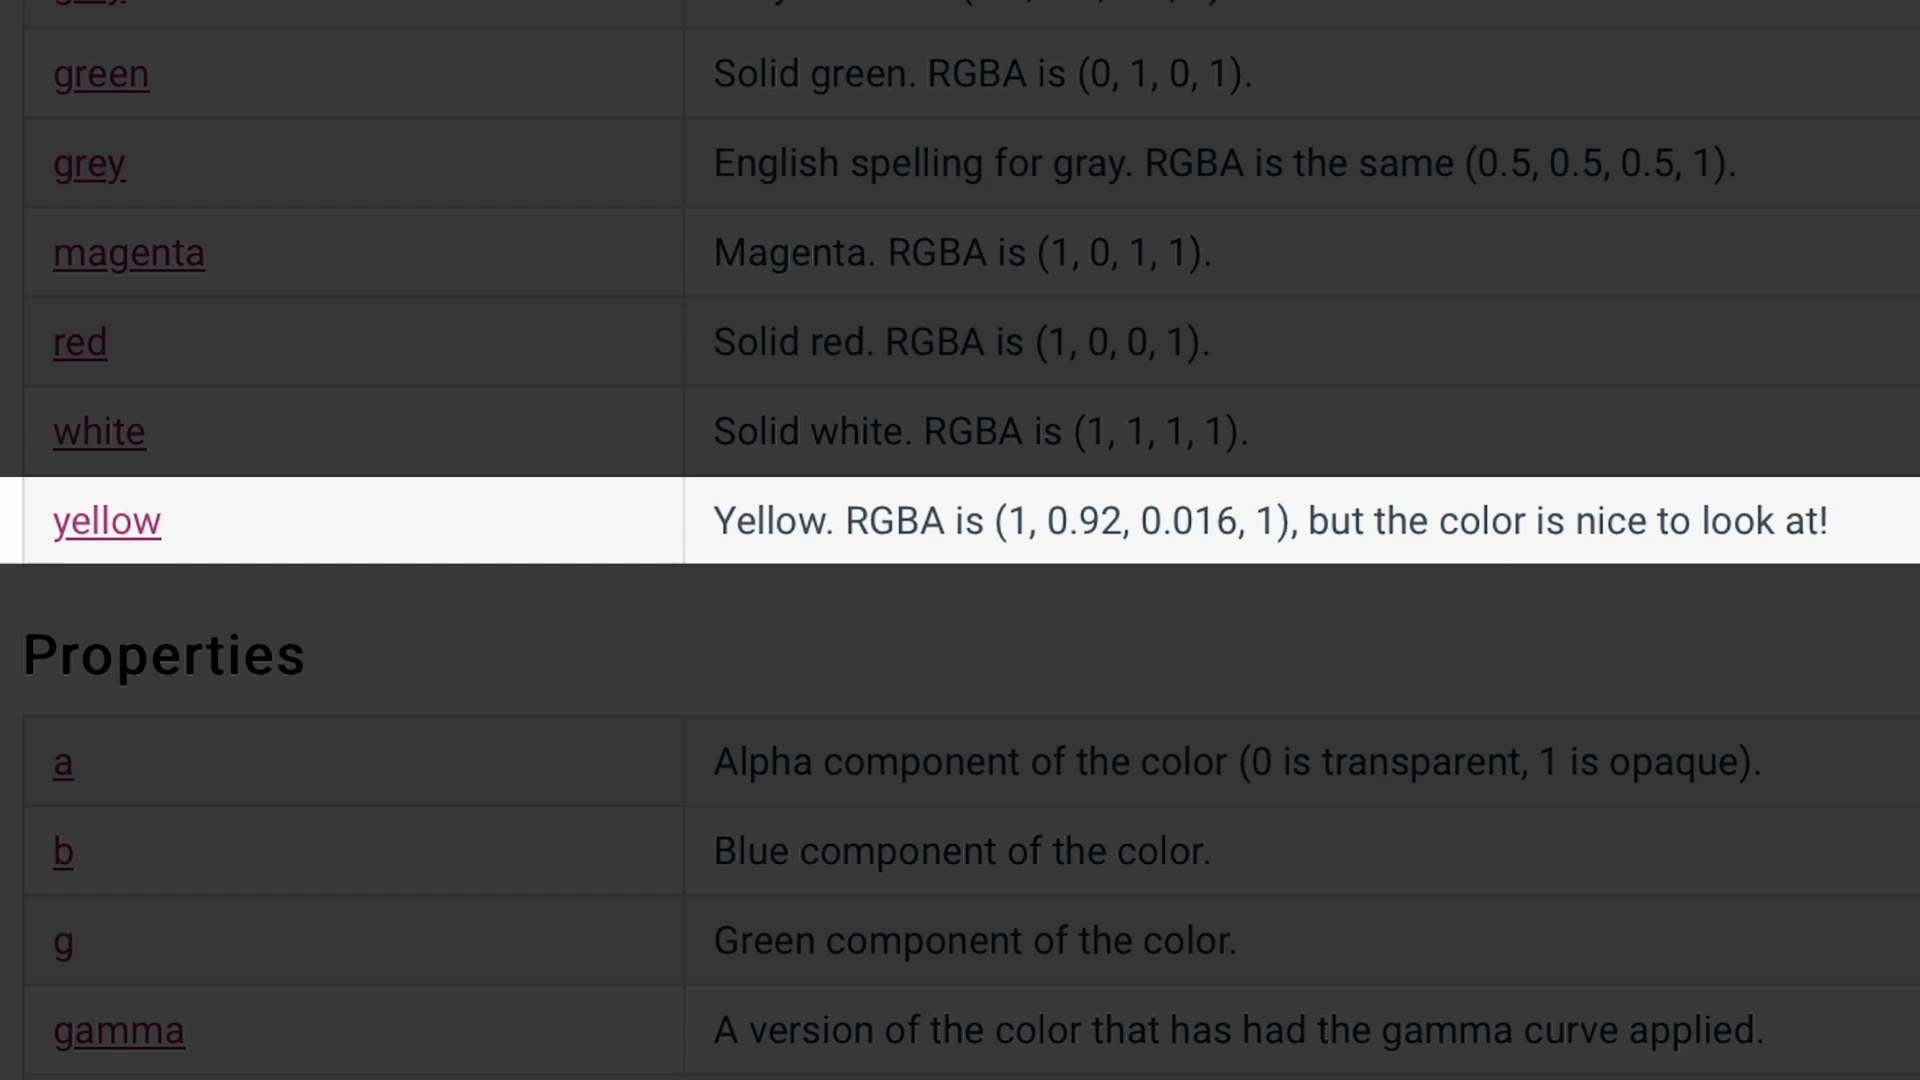 green Solid green. RGBA is (0, 1, 0, 1).
grey English spelling for gray. RGBA is the same (0.5, 0.5, 0.5, 1).
magenta Magenta. RGBA is (1, 0, 1, 1).
red Solid red. RGBA is (1, 0, 0, 1).
white Solid white. RGBA is (1, 1, 1, 1).
yellow Yellow. RGBA is (1, 0.92, 0.016, 1), but the color is nice to look at!
Properties
a Alpha component of the color (0 is transparent, 1 is opaque).
b Blue component of the color.
g Green component of the color.
gamma A version of the color that has had the gamma curve applied.